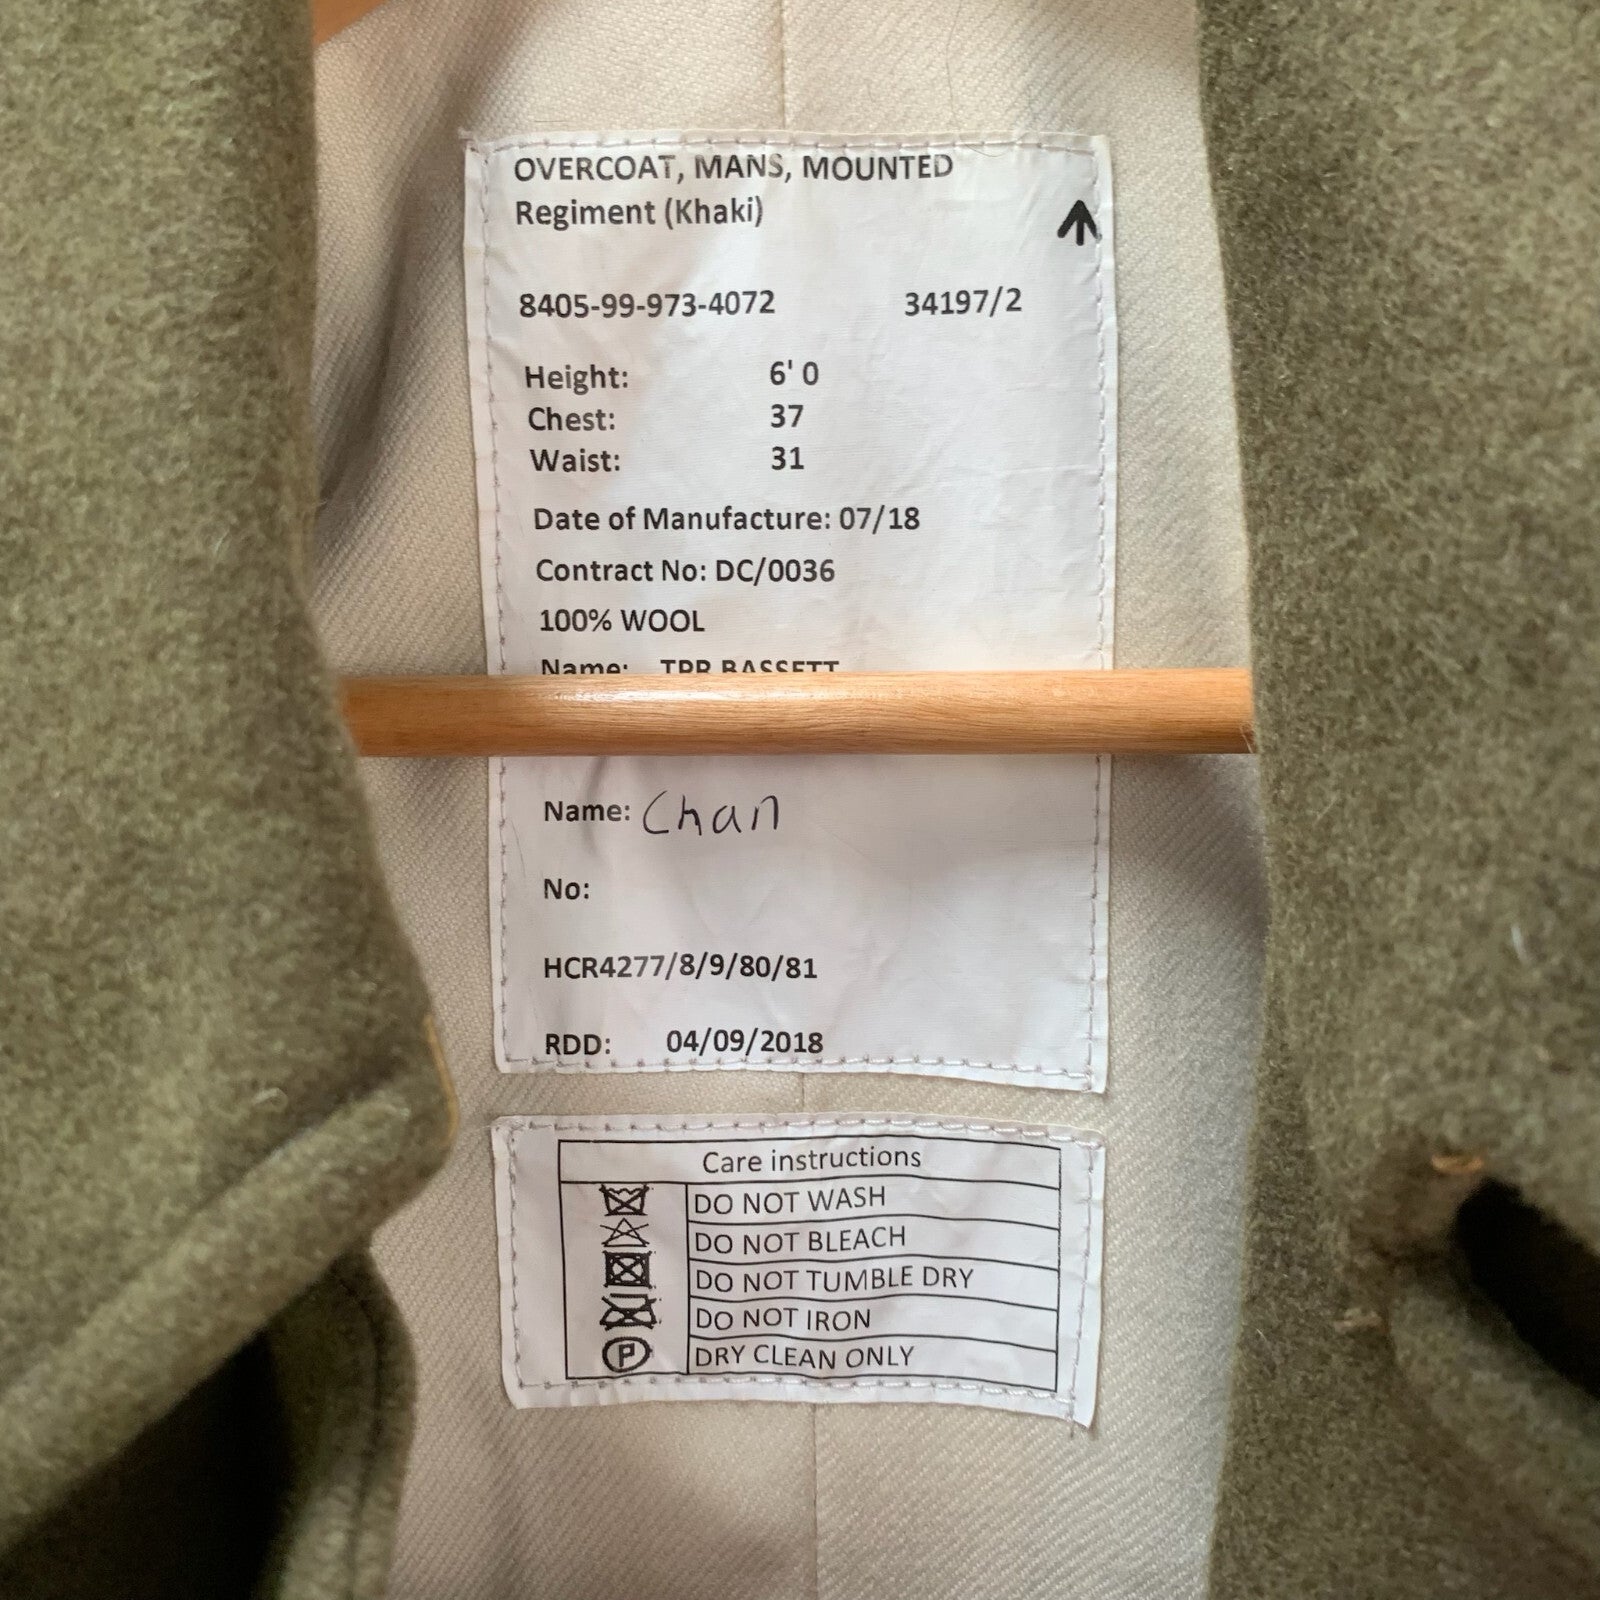 OVERCOAT, MANS, MOUNTED
Regiment (Khaki)
8405-99-973-4072 34197/2
Height: 6' 0
Chest: 37
Waist: 31
Date of Manufacture: 07/18
Contract No: DC/0036
100% WOOL
Name: TPR BASSETT
Name: Chan
No:
HCR4277/8/9/80/81
RDD: 04/09/2018
Care instructions
DO NOT WASH
DO NOT BLEACH
DO NOT TUMBLE DRY
DO NOT IRON
P DRY CLEAN ONLY